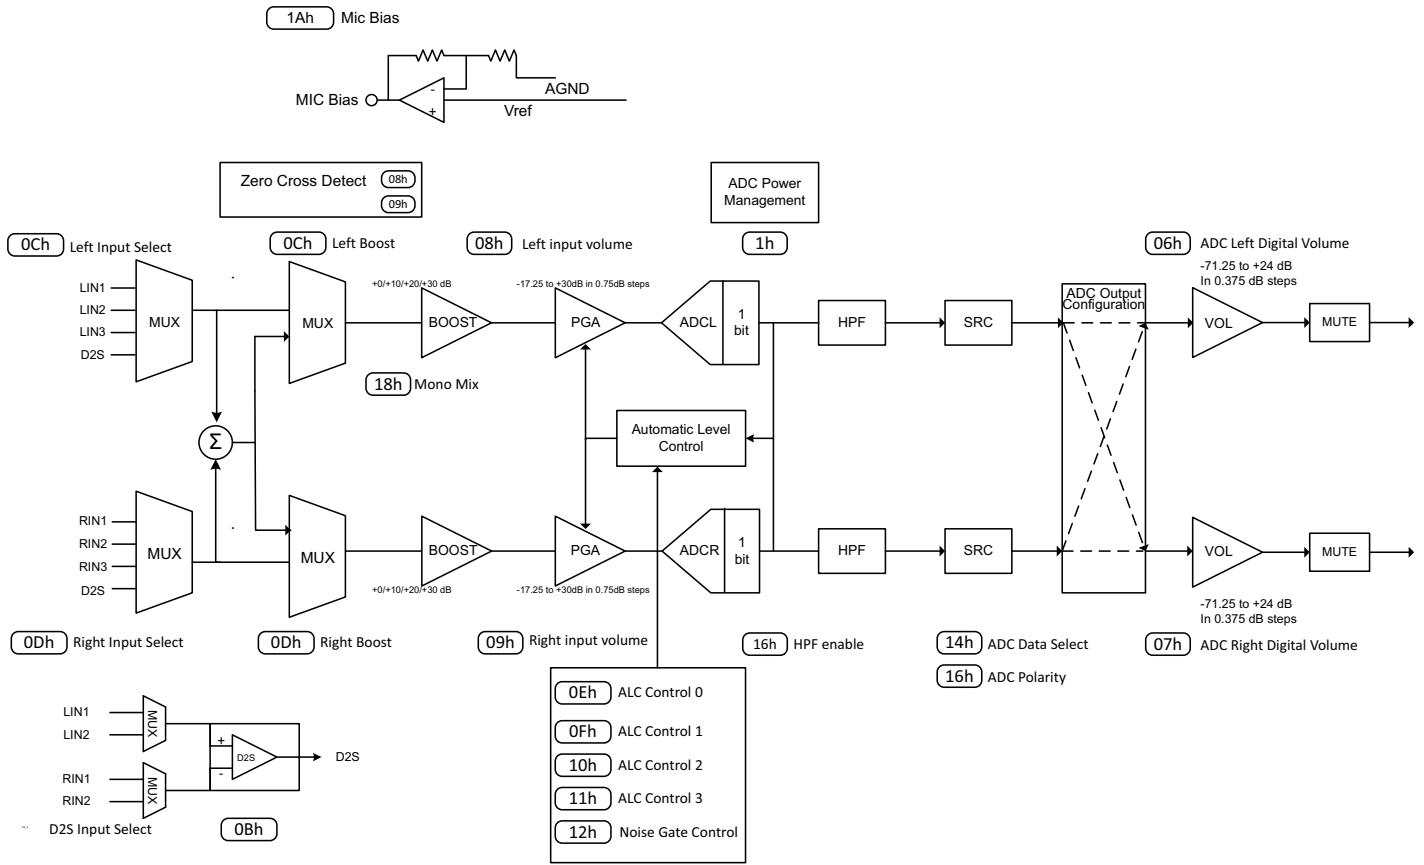 1Ah Mic Bias
AGND
MIC Bias
-
+
Vref
Zero Cross Detect 08h
09h
ADC Power
Management
0Ch Left Input Select
0Ch Left Boost
08h Left input volume
1h
06h ADC Left Digital Volume
-71.25 to +24 dB
In 0.375 dB steps
LIN1
LIN2
LIN3
D2S
MUX
MUX
+0/+10/+20/+30 dB
BOOST
-17.25 to +30dB in 0.75dB steps
PGA
ADCL
1
bit
HPF
SRC
ADC Output
Configuration
VOL
MUTE
18h Mono Mix
Σ
Automatic Level
Control
RIN1
RIN2
RIN3
D2S
MUX
MUX
BOOST
+0/+10/+20/+30 dB
PGA
-17.25 to +30dB in 0.75dB steps
ADCR
1
bit
HPF
SRC
VOL
MUTE
-71.25 to +24 dB
In 0.375 dB steps
0Dh Right Input Select
0Dh Right Boost
09h Right input volume
16h HPF enable
14h ADC Data Select
16h ADC Polarity
07h ADC Right Digital Volume
LIN1
LIN2
MUX
RIN1
RIN2
MUX
+
-
D2S
D2S
D2S Input Select 0Bh
0Eh ALC Control 0
0Fh ALC Control 1
10h ALC Control 2
11h ALC Control 3
12h Noise Gate Control